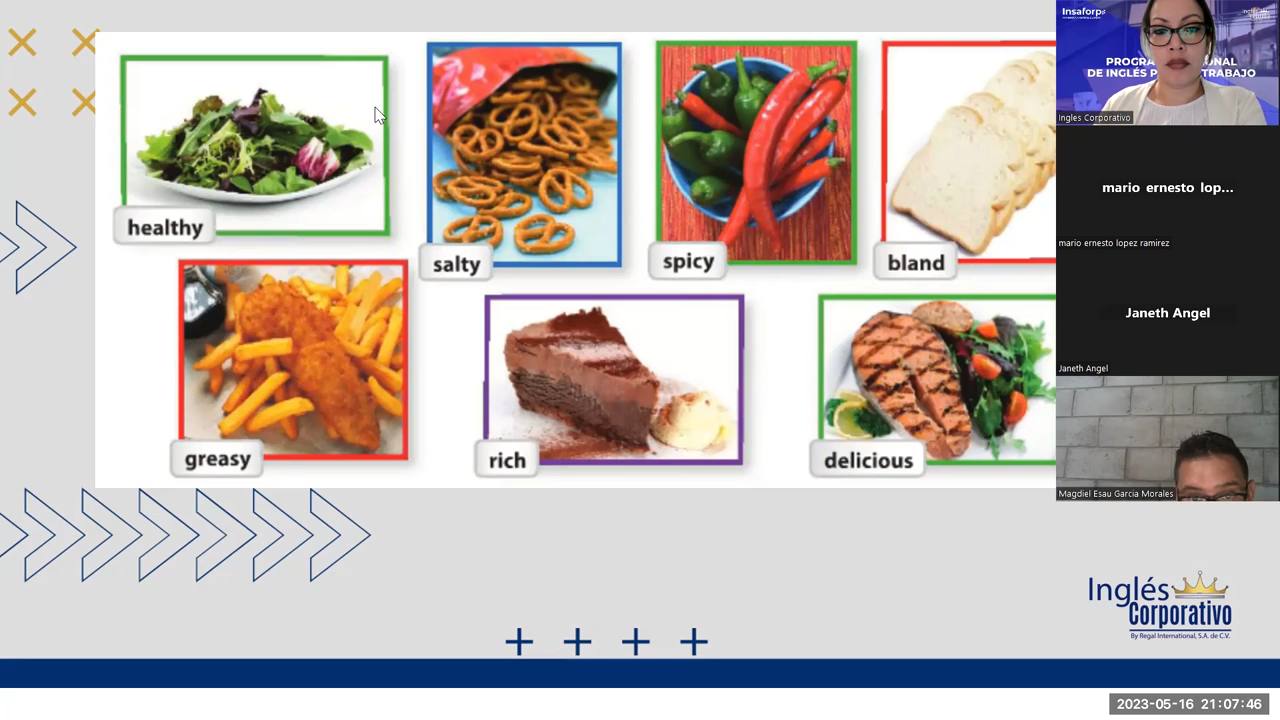 healthy
salty
spicy
bland
greasy
rich
delicious
Insaforp
PROGRA
ONAL
DE INGLÉS P
TRABAJO
Ingles Corporativo
mario ernesto lop...
mario ernesto lopez ramirez
Janeth Angel
Janeth Angel
Magdiel Esau Garcia Morales
Inglés
Corporativo
By Regal International, S.A. de C.V.
2023-05-16 21:07:46